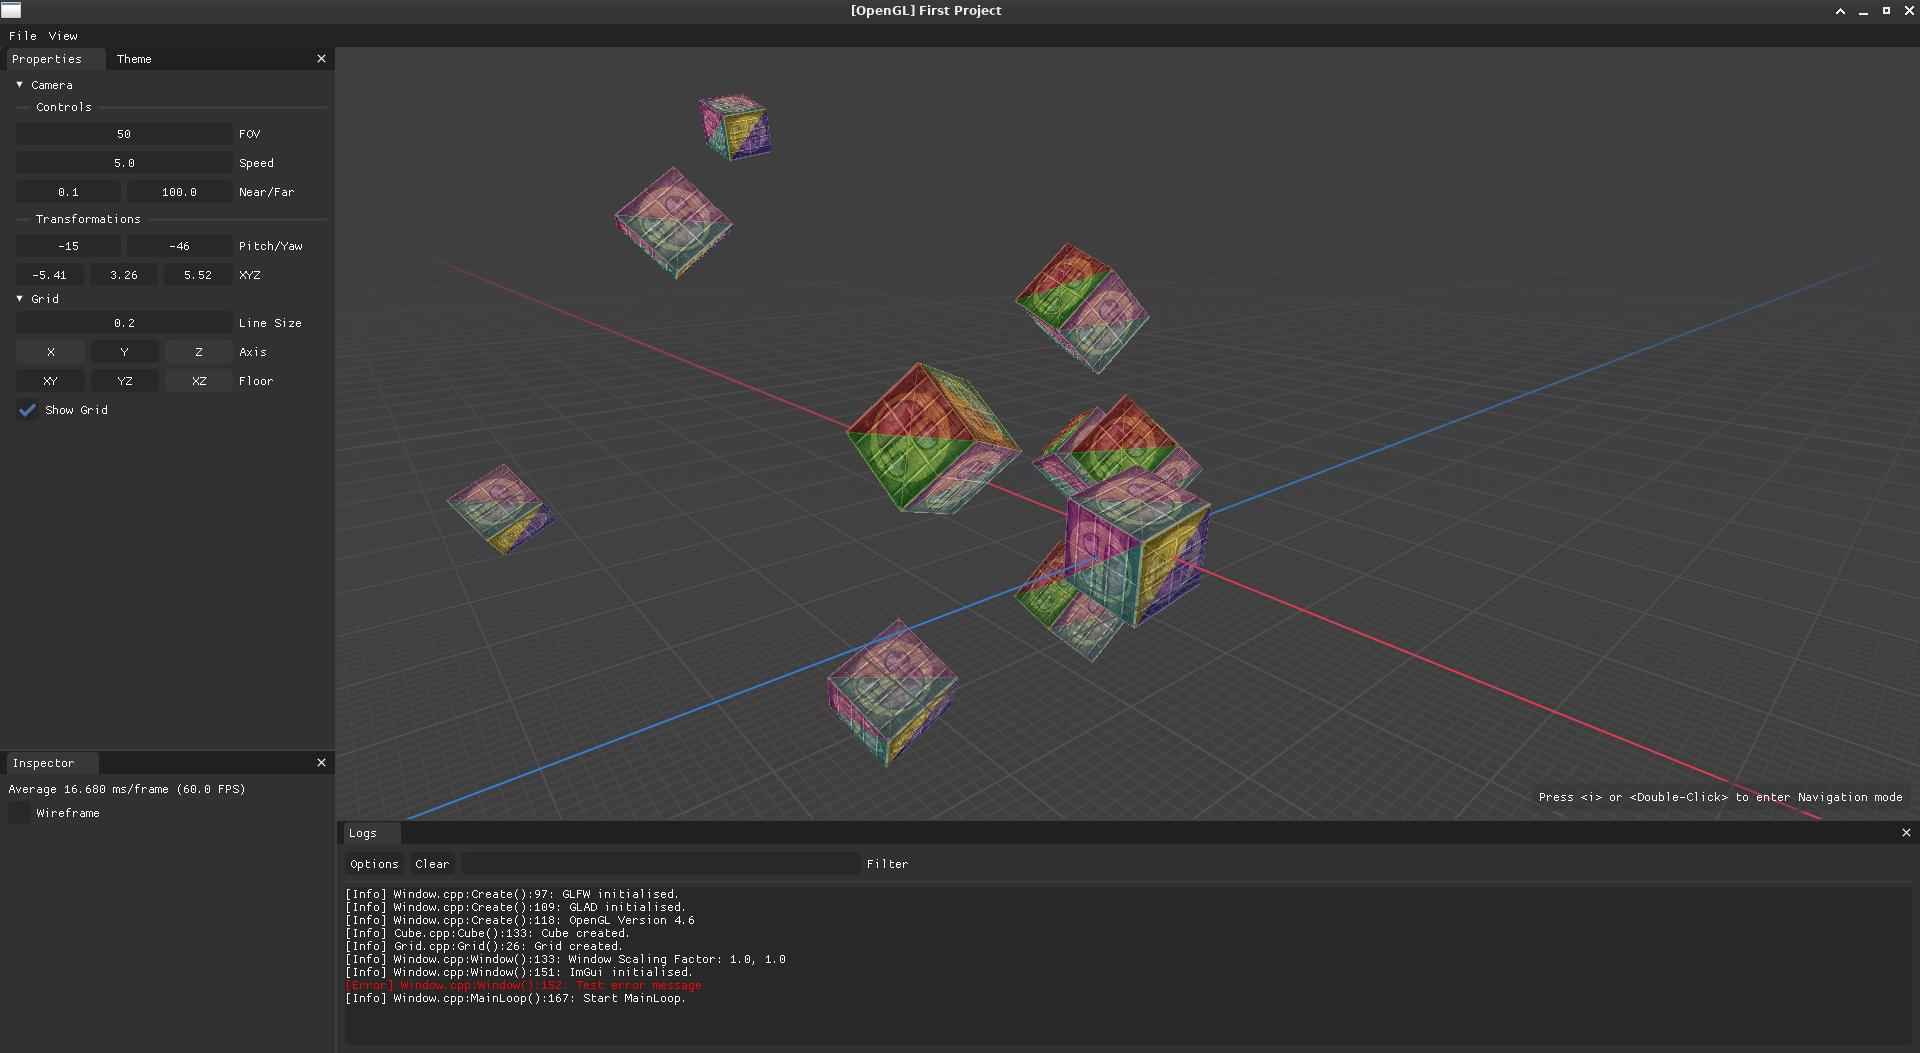 [OpenGL] First Project
File View
Properties Theme
Camera
Controls
50 FOV
5.0 Speed
0.1 100.0 Near/Far
Transformations
-15 -46 Pitch/Yaw
-5.41 3.26 5.52 XYZ
Grid
0.2 Line Size
X Y Z Axis
XY YZ XZ Floor
Show Grid
Inspector
Average 16.680 ms/frame (60.0 FPS)
Wireframe
Press <i> or <Double-Click> to enter Navigation mode
Logs
Options Clear Filter
[Info] Window.cpp:Create():97: GLFW initialised.
[Info] Window.cpp:Create():109: GLAD initialised.
[Info] Window.cpp:Create():118: OpenGL Version 4.6
[Info] Cube.cpp:Cube():133: Cube created.
[Info] Grid.cpp:Grid():26: Grid created.
[Info] Window.cpp:Window():133: Window Scaling Factor: 1.0, 1.0
[Info] Window.cpp:Window():151: ImGui initialised.
[Error] Window.cpp:Window():152: Test error message
[Info] Window.cpp:MainLoop():167: Start MainLoop.